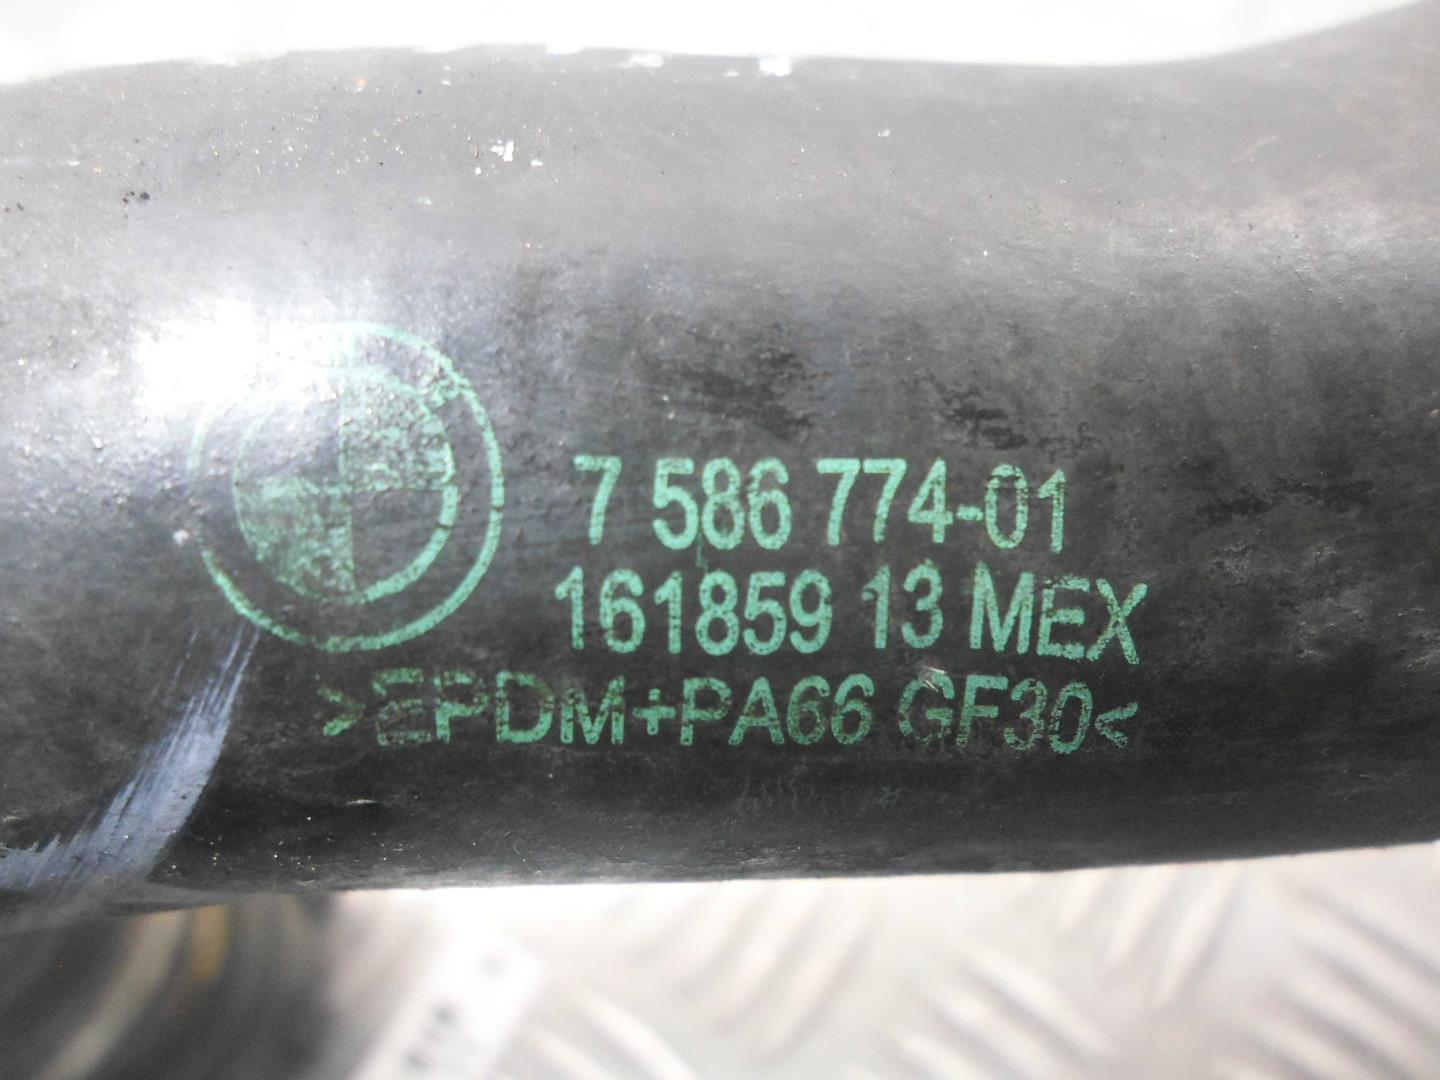 7 586 774-01
161859 13 MEX
>EPDM+PA66 GF30<